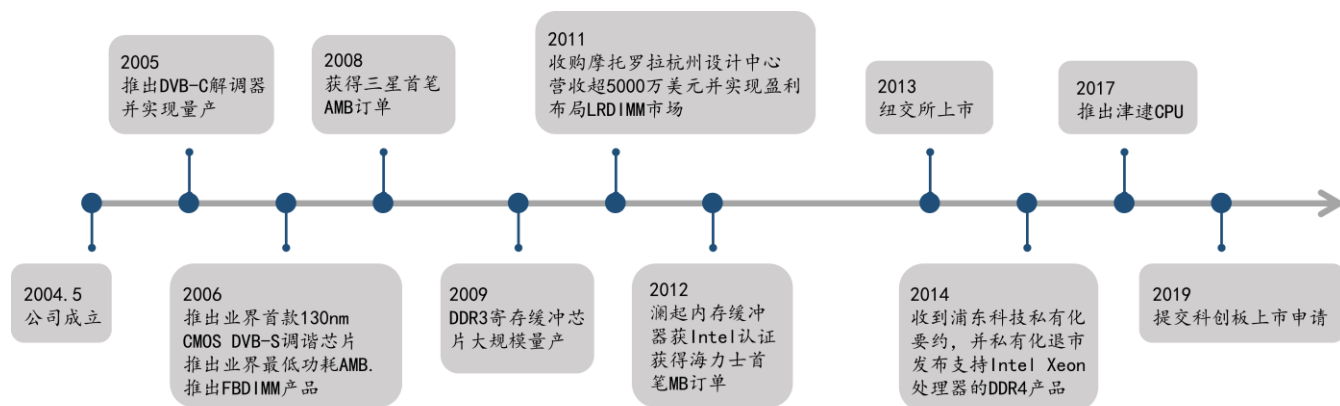 2004.5
公司成立
2005
推出DVB-C解调器
并实现量产
2006
推出业界首款130nm
CMOS DVB-S调谐芯片
推出业界最低功耗AMB.
推出FBDIMM产品
2008
获得三星首笔
AMB订单
2009
DDR3寄存缓冲芯
片大规模量产
2011
收购摩托罗拉杭州设计中心
营收超5000万美元并实现盈利
布局LRDIMM市场
2012
澜起内存缓冲
器获Intel认证
获得海力士首
笔MB订单
2013
纽交所上市
2014
收到浦东科技私有化
要约，并私有化退市
发布支持Intel Xeon
处理器的DDR4产品
2017
推出津逮CPU
2019
提交科创板上市申请